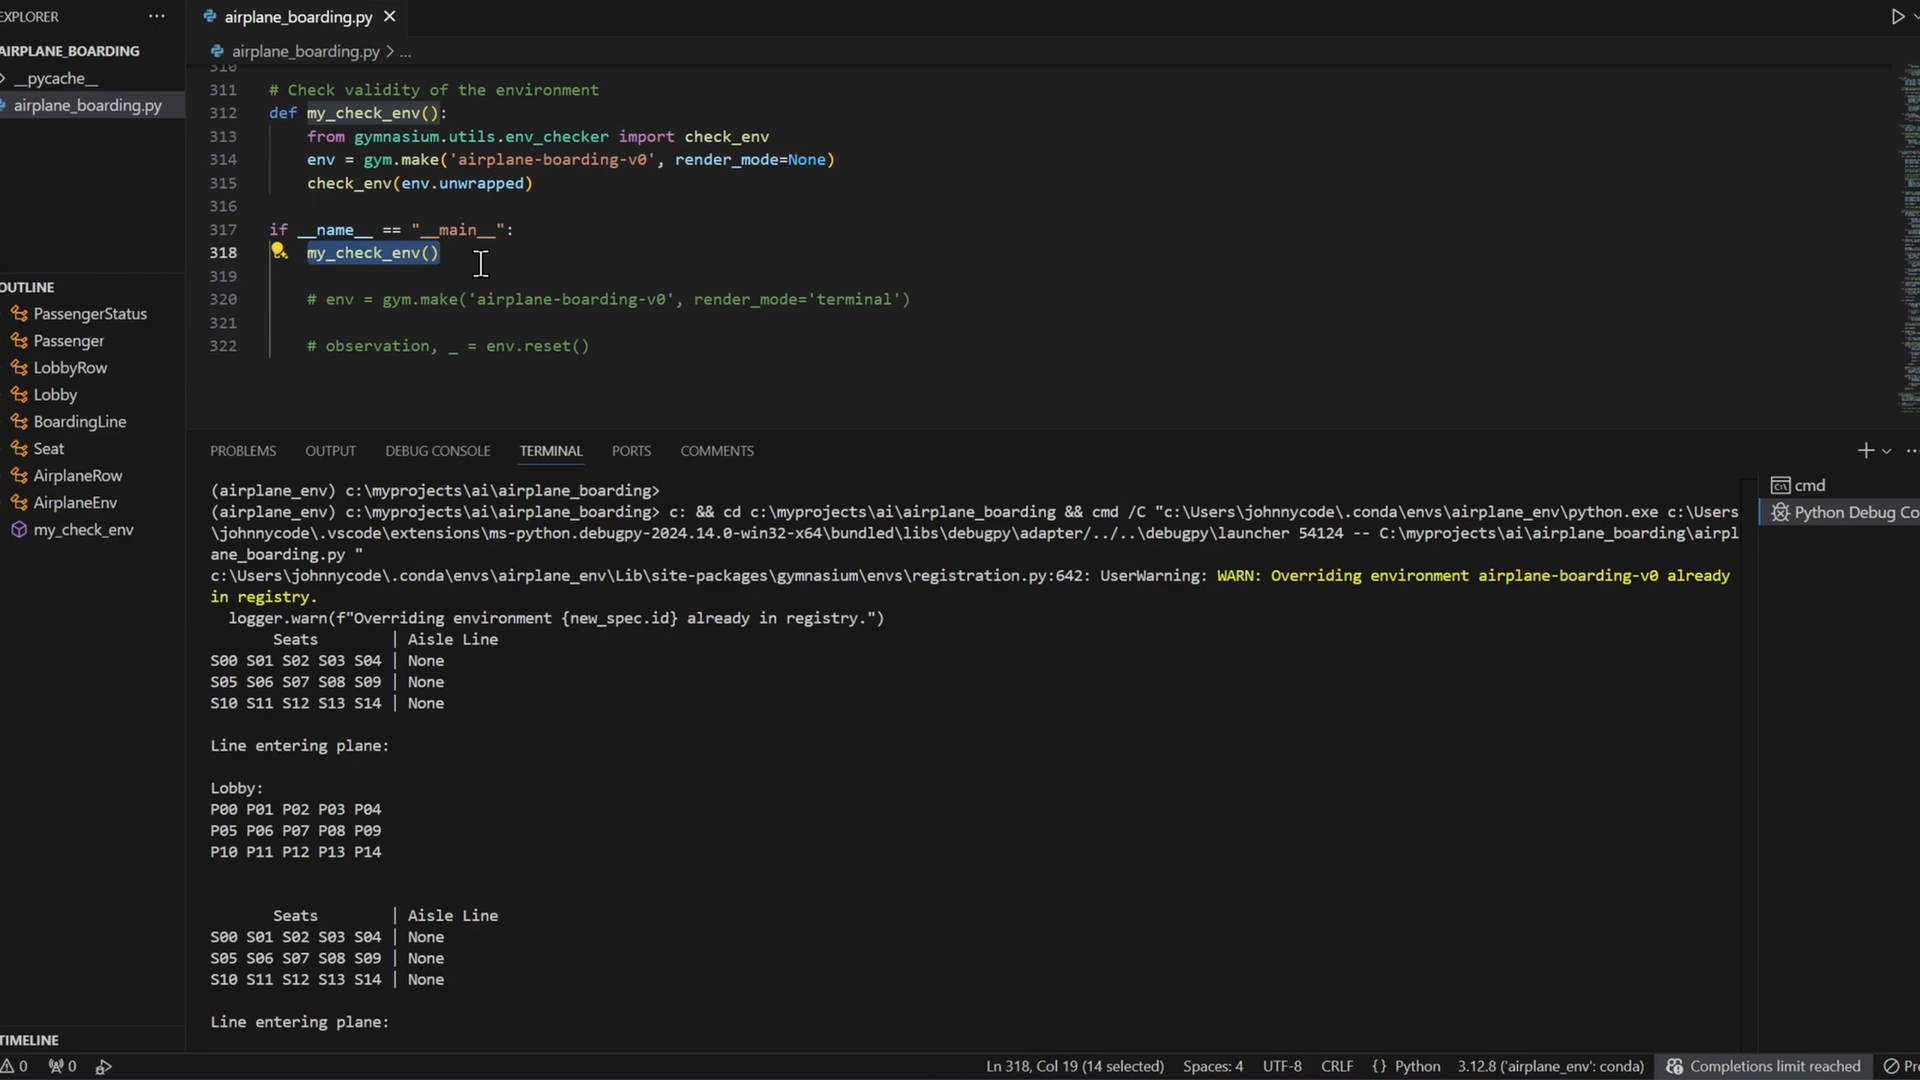 EXPLORER
AIRPLANE_BOARDING
__pycache__
airplane_boarding.py
OUTLINE
PassengerStatus
Passenger
LobbyRow
Lobby
BoardingLine
Seat
AirplaneRow
AirplaneEnv
my_check_env
TIMELINE
airplane_boarding.py
airplane_boarding.py > ...
310
311 # Check validity of the environment
312 def my_check_env():
313 from gymnasium.utils.env_checker import check_env
314 env = gym.make('airplane-boarding-v0', render_mode=None)
315 check_env(env.unwrapped)
316
317 if __name__ == "__main__":
318 my_check_env()
319
320 # env = gym.make('airplane-boarding-v0', render_mode='terminal')
321
322 # observation, _ = env.reset()
PROBLEMS OUTPUT DEBUG CONSOLE TERMINAL PORTS COMMENTS
(airplane_env) c:\myprojects\ai\airplane_boarding>
(airplane_env) c:\myprojects\ai\airplane_boarding> c: && cd c:\myprojects\ai\airplane_boarding && cmd /C "c:\Users\johnnycode\.conda\envs\airplane_env\python.exe c:\Users
\johnnycode\.vscode\extensions\ms-python.debugpy-2024.14.0-win32-x64\bundled\libs\debugpy\adapter/../..\debugpy\launcher 54124 -- C:\myprojects\ai\airplane_boarding\airpl
ane_boarding.py "
c:\Users\johnnycode\.conda\envs\airplane_env\Lib\site-packages\gymnasium\envs\registration.py:642: UserWarning: WARN: Overriding environment airplane-boarding-v0 already
in registry.
logger.warn(f"Overriding environment {new_spec.id} already in registry.")
Seats | Aisle Line
S00 S01 S02 S03 S04 | None
S05 S06 S07 S08 S09 | None
S10 S11 S12 S13 S14 | None
Line entering plane:
Lobby:
P00 P01 P02 P03 P04
P05 P06 P07 P08 P09
P10 P11 P12 P13 P14
Seats | Aisle Line
S00 S01 S02 S03 S04 | None
S05 S06 S07 S08 S09 | None
S10 S11 S12 S13 S14 | None
Line entering plane:
cmd
Python Debug Co
0 0 Ln 318, Col 19 (14 selected) Spaces: 4 UTF-8 CRLF {} Python 3.12.8 ('airplane_env': conda) Completions limit reached Pr